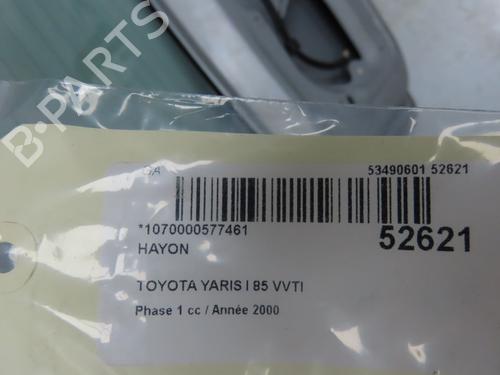 B-PARTS
53490601 52621
*1070000577461
52621
HAYON
TOYOTA YARIS I 85 VVTI
Phase 1 cc / Année 2000